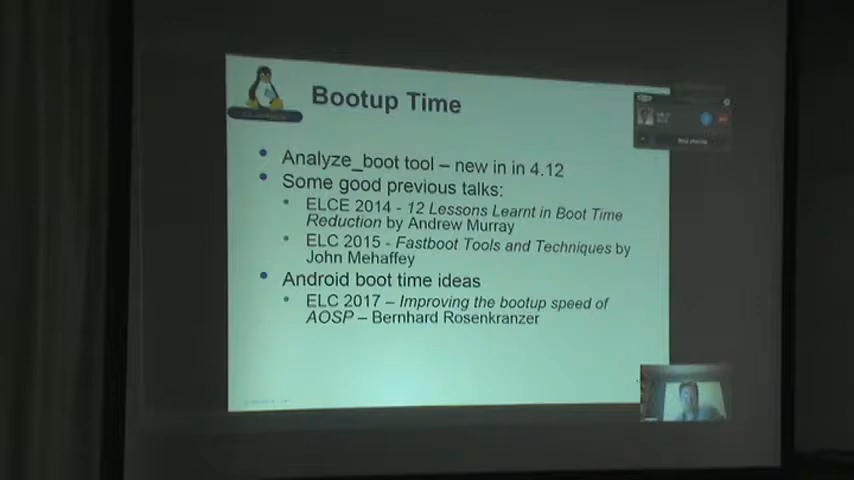 Bootup Time
Analyze_boot tool – new in in 4.12
Some good previous talks:
ELCE 2014 - 12 Lessons Learnt in Boot Time
Reduction by Andrew Murray
ELC 2015 - Fastboot Tools and Techniques by
John Mehaffey
Android boot time ideas
ELC 2017 – Improving the bootup speed of
AOSP – Bernhard Rosenkranzer